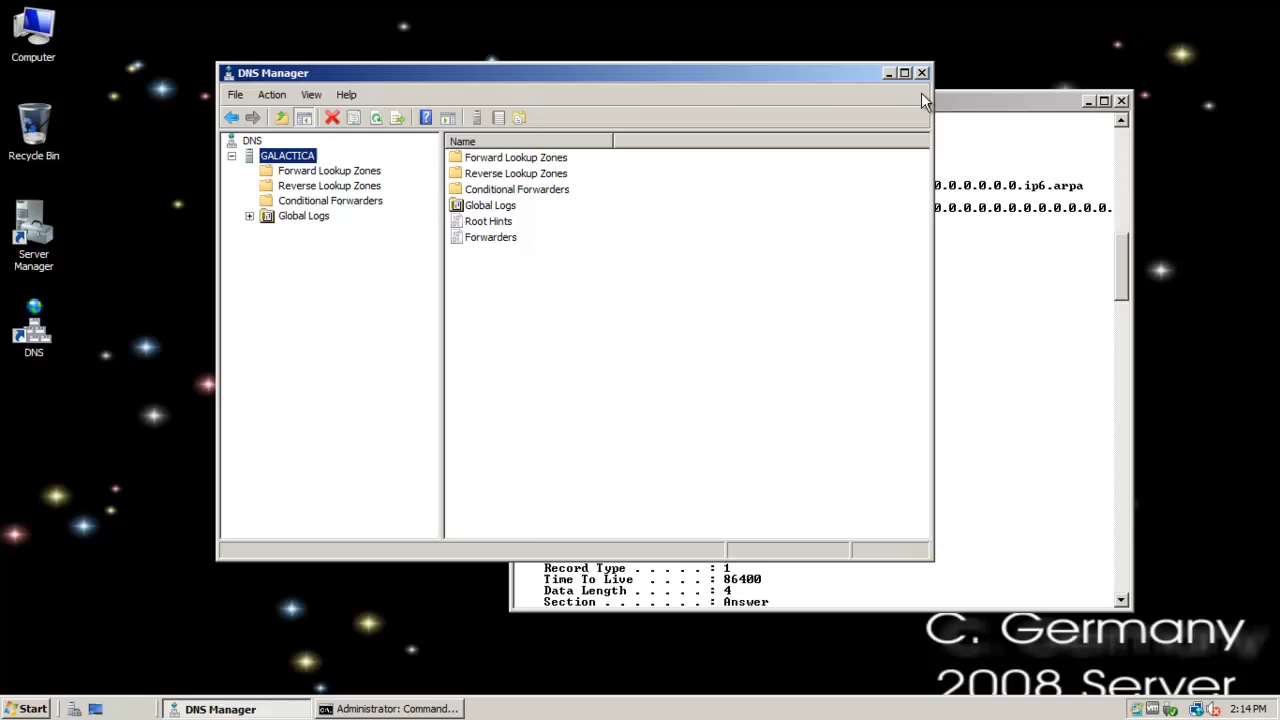 Computer
Recycle Bin
Server
Manager
DNS
DNS Manager
File Action View Help
DNS
GALACTICA
Forward Lookup Zones
Reverse Lookup Zones
Conditional Forwarders
Global Logs
Name
Forward Lookup Zones
Reverse Lookup Zones
Conditional Forwarders
Global Logs
Root Hints
Forwarders
0.0.0.0.0.0.ip6.arpa
0.0.0.0.0.0.0.0.0.0.
Record Type . . . . . : 1
Time To Live . . . . : 86400
Data Length . . . . . : 4
Section . . . . . . . : Answer
C. Germany
2008 Server
Start
DNS Manager
Administrator: Command...
2:14 PM